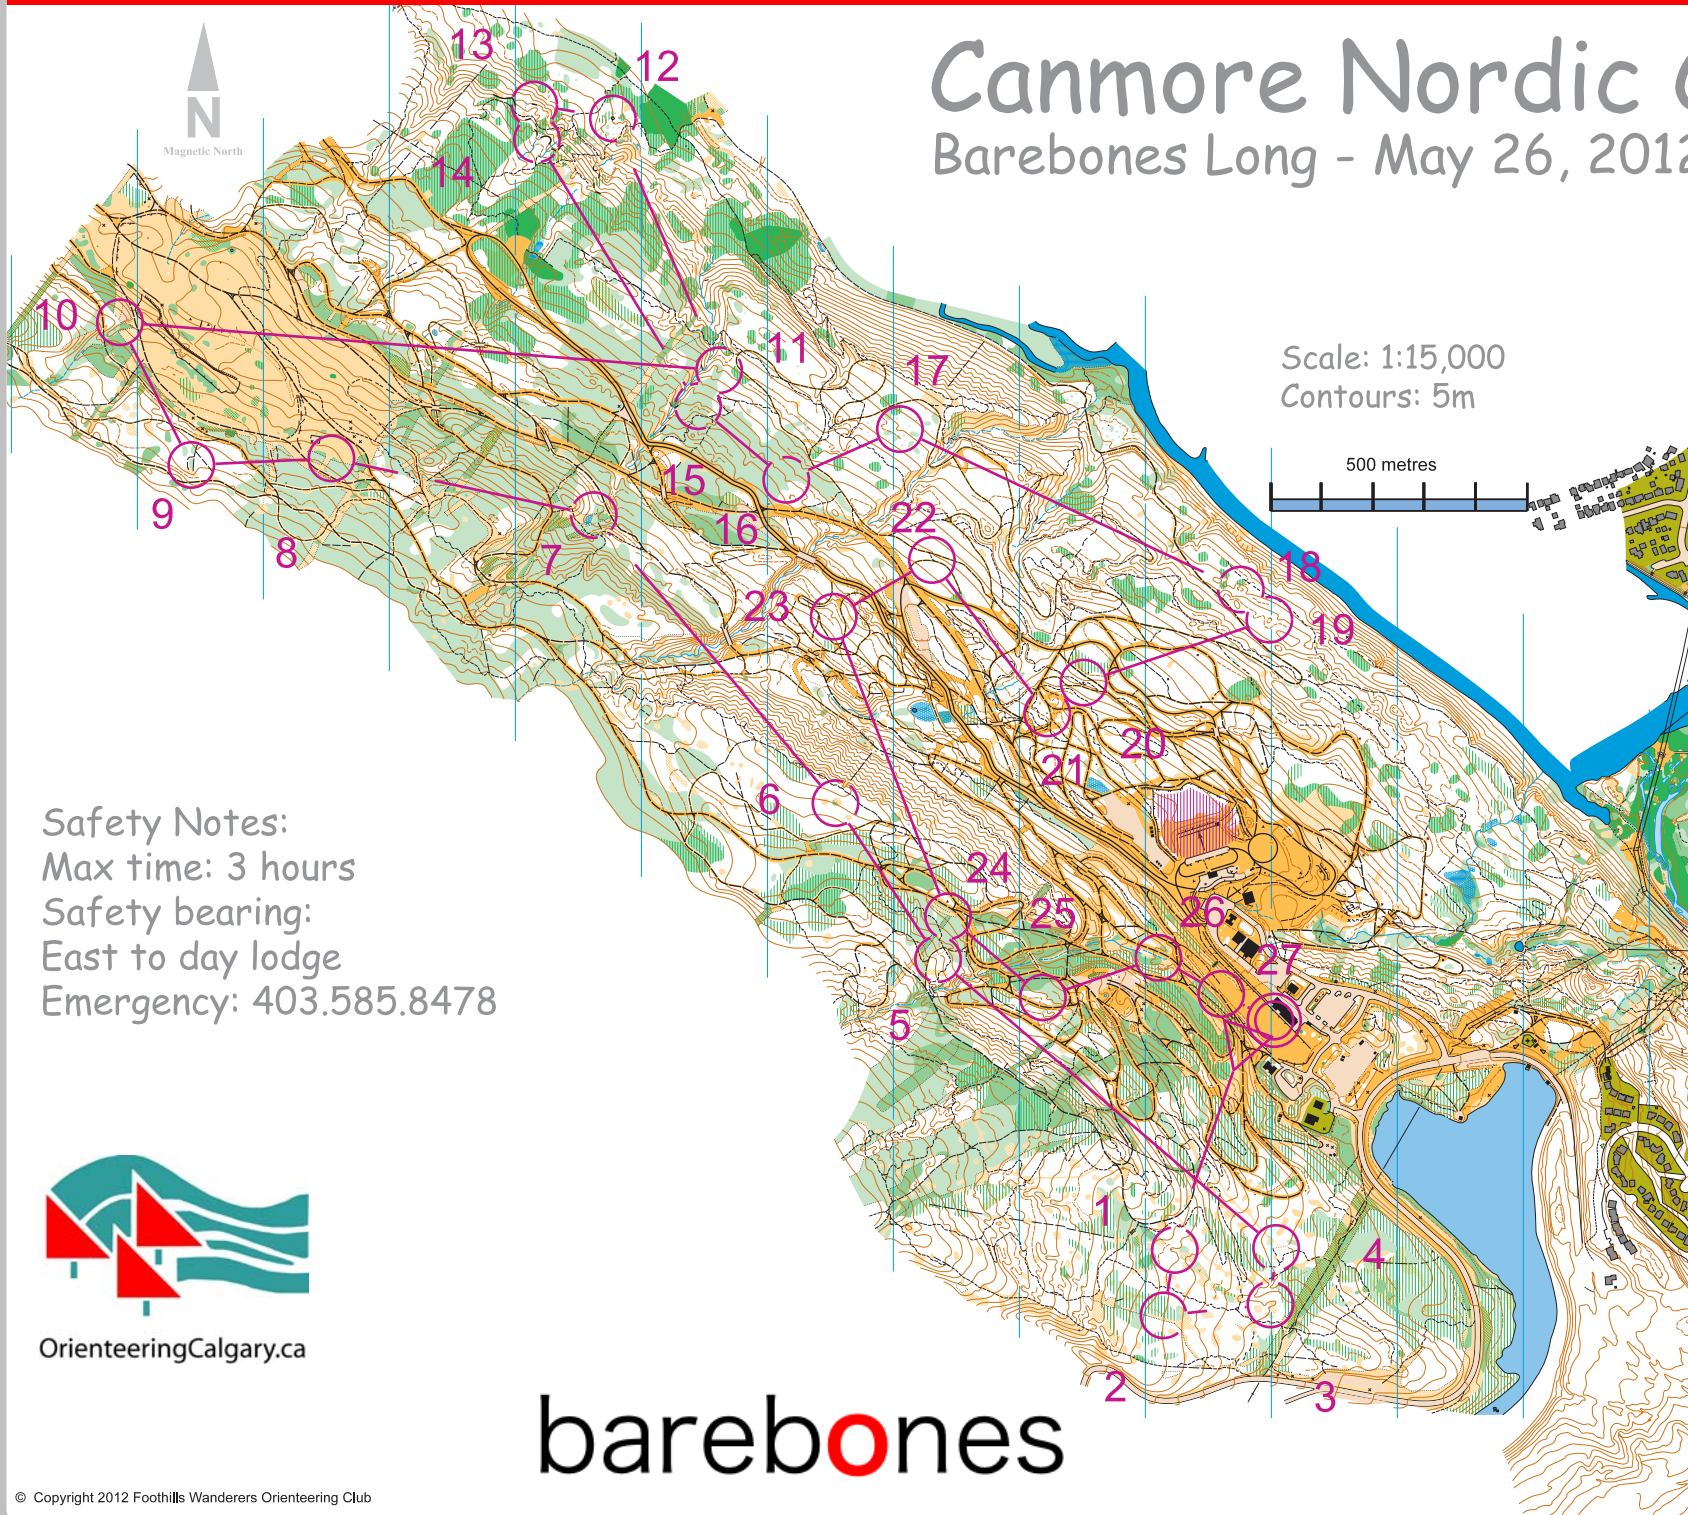 Canmore Nordic
Barebones Long - May 26, 2012
N
Magnetic North
Scale: 1:15,000
Contours: 5m
500 metres
13
12
14
10
11
17
9
8
7
15
16
22
23
18
19
20
21
6
24
25
26
27
5
1
4
2
3
Safety Notes:
Max time: 3 hours
Safety bearing:
East to day lodge
Emergency: 403.585.8478
OrienteeringCalgary.ca
barebones
© Copyright 2012 Foothills Wanderers Orienteering Club